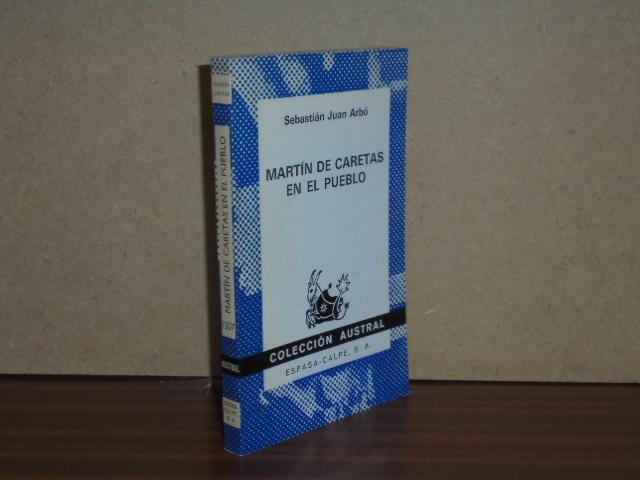 Sebastián Juan Arbó
MARTÍN DE CARETAS
EN EL PUEBLO
COLECCIÓN AUSTRAL
ESPASA-CALPE, S. A.
MARTÍN DE CARETAS EN EL PUEBLO
1507
AUSTRAL